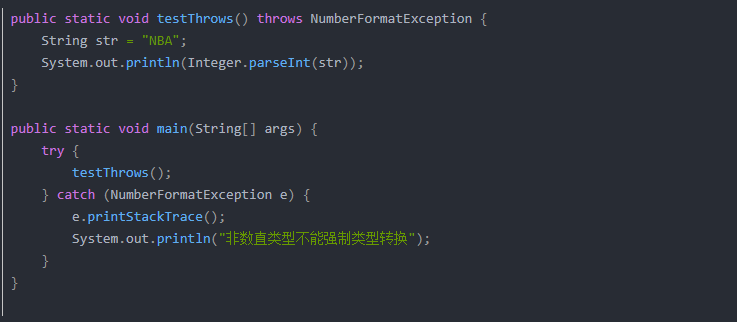 public static void testThrows() throws NumberFormatException {
    String str = "NBA";
    System.out.println(Integer.parseInt(str));
}
public static void main(String[] args) {
    try {
        testThrows();
    } catch (NumberFormatException e) {
        e.printStackTrace();
        System.out.println("非数直类型不能强制类型转换");
    }
}